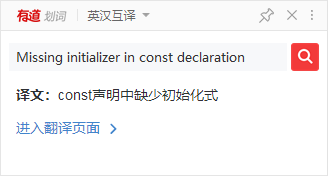 有道 划词 英汉互译
Missing initializer in const declaration
译文：const声明中缺少初始化式
进入翻译页面